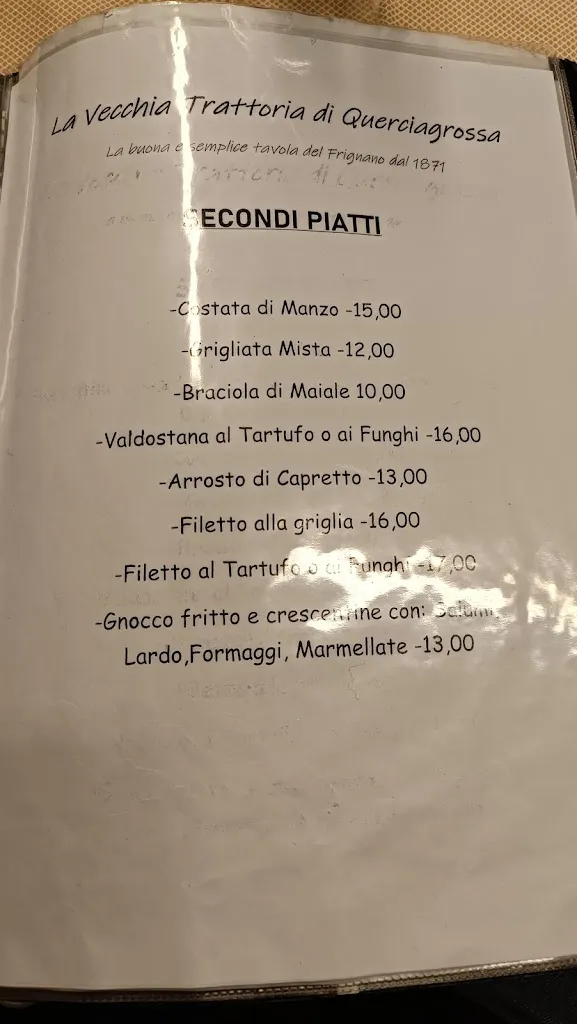 La Vecchia Trattoria di Querciagrossa
La buona e semplice tavola del Frignano dal 1871
SECONDI PIATTI
-Costata di Manzo -15,00
-Grigliata Mista -12,00
-Braciola di Maiale 10,00
-Valdostana al Tartufo o ai Funghi -16,00
-Arrosto di Capretto -13,00
-Filetto alla griglia -16,00
-Filetto al Tartufo o ai Funghi -17,00
-Gnocco fritto e crescentine con: Salumi,
Lardo,Formaggi, Marmellate -13,00